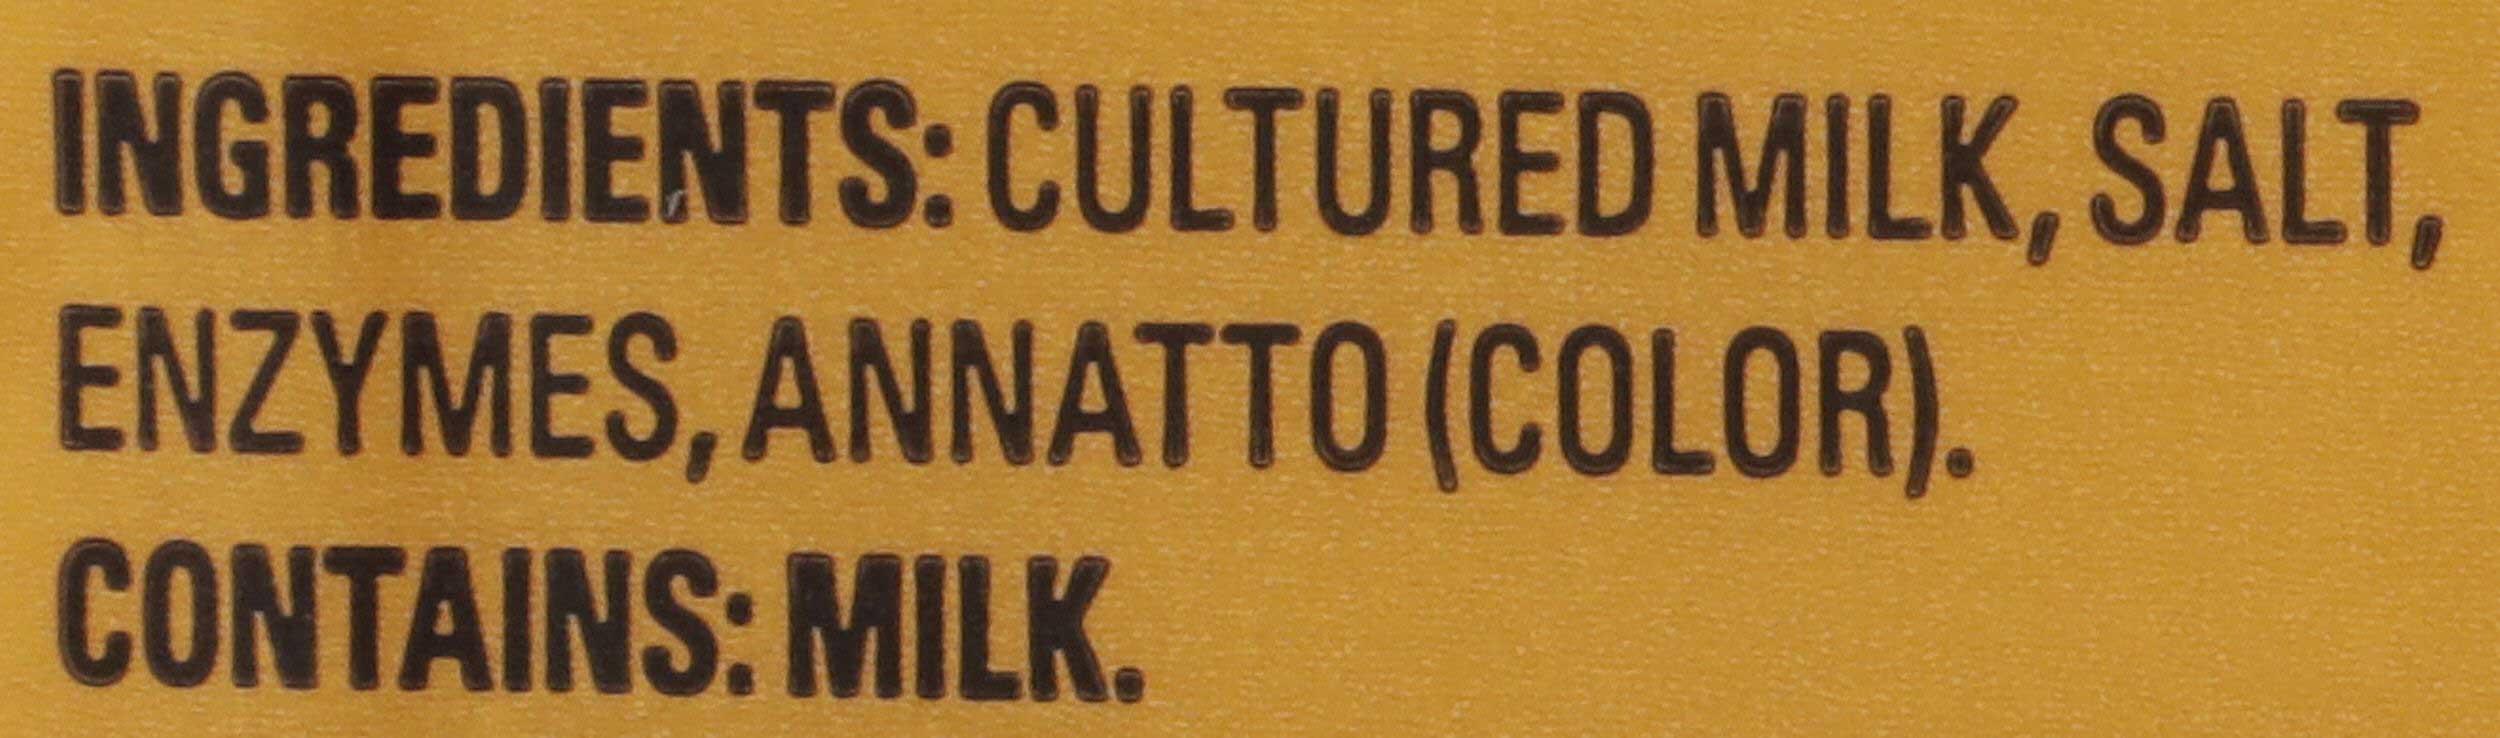 INGREDIENTS: CULTURED MILK, SALT,
ENZYMES, ANNATTO (COLOR).
CONTAINS: MILK.